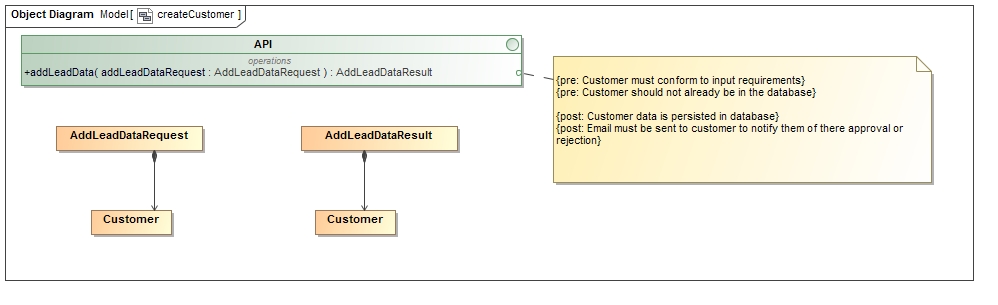 Object Diagram Model[ createCustomer ]
API
operations
+addLeadData( addLeadDataRequest : AddLeadDataRequest ) : AddLeadDataResult
{pre: Customer must conform to input requirements}
{pre: Customer should not already be in the database}
{post: Customer data is persisted in database}
{post: Email must be sent to customer to notify them of there approval or
rejection}
AddLeadDataRequest
AddLeadDataResult
Customer
Customer